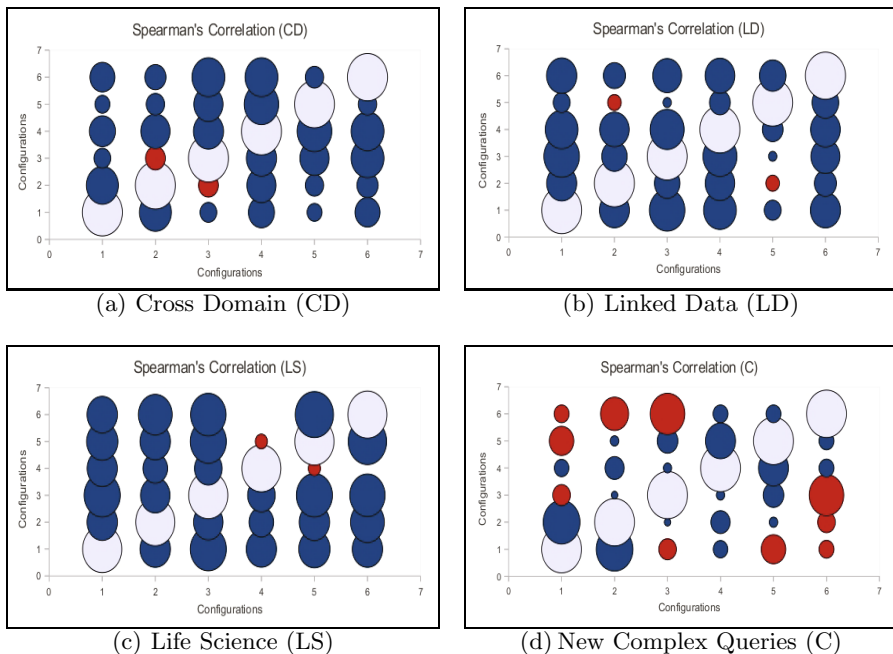 Spearman's Correlation (CD)
Configurations
7
6
5
4
3
2
1
0
0 1 2 3 4 5 6 7
Configurations
(a) Cross Domain (CD)
Spearman's Correlation (LD)
Configurations
7
6
5
4
3
2
1
0
0 1 2 3 4 5 6 7
Configurations
(b) Linked Data (LD)
Spearman's Correlation (LS)
Configurations
7
6
5
4
3
2
1
0
0 1 2 3 4 5 6 7
Configurations
(c) Life Science (LS)
Spearman's Correlation (C)
Configurations
7
6
5
4
3
2
1
0
0 1 2 3 4 5 6 7
Configurations
(d) New Complex Queries (C)